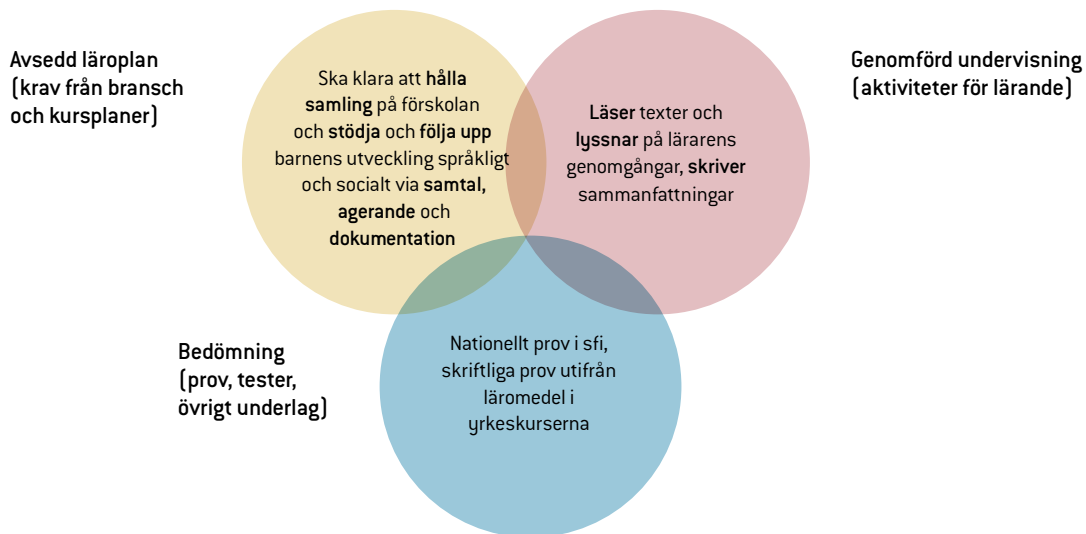 Avsedd läroplan
(krav från bransch
och kursplaner)
Ska klara att hålla
samling på förskolan
och stödja och följa upp
barnens utveckling språkligt
och socialt via samtal,
agerande och
dokumentation
Genomförd undervisning
(aktiviteter för lärande)
Läser texter och
lyssnar på lärarens
genomgångar, skriver
sammanfattningar
Bedömning
(prov, tester,
övrigt underlag)
Nationellt prov i sfi,
skriftliga prov utifrån
läromedel i
yrkeskurserna